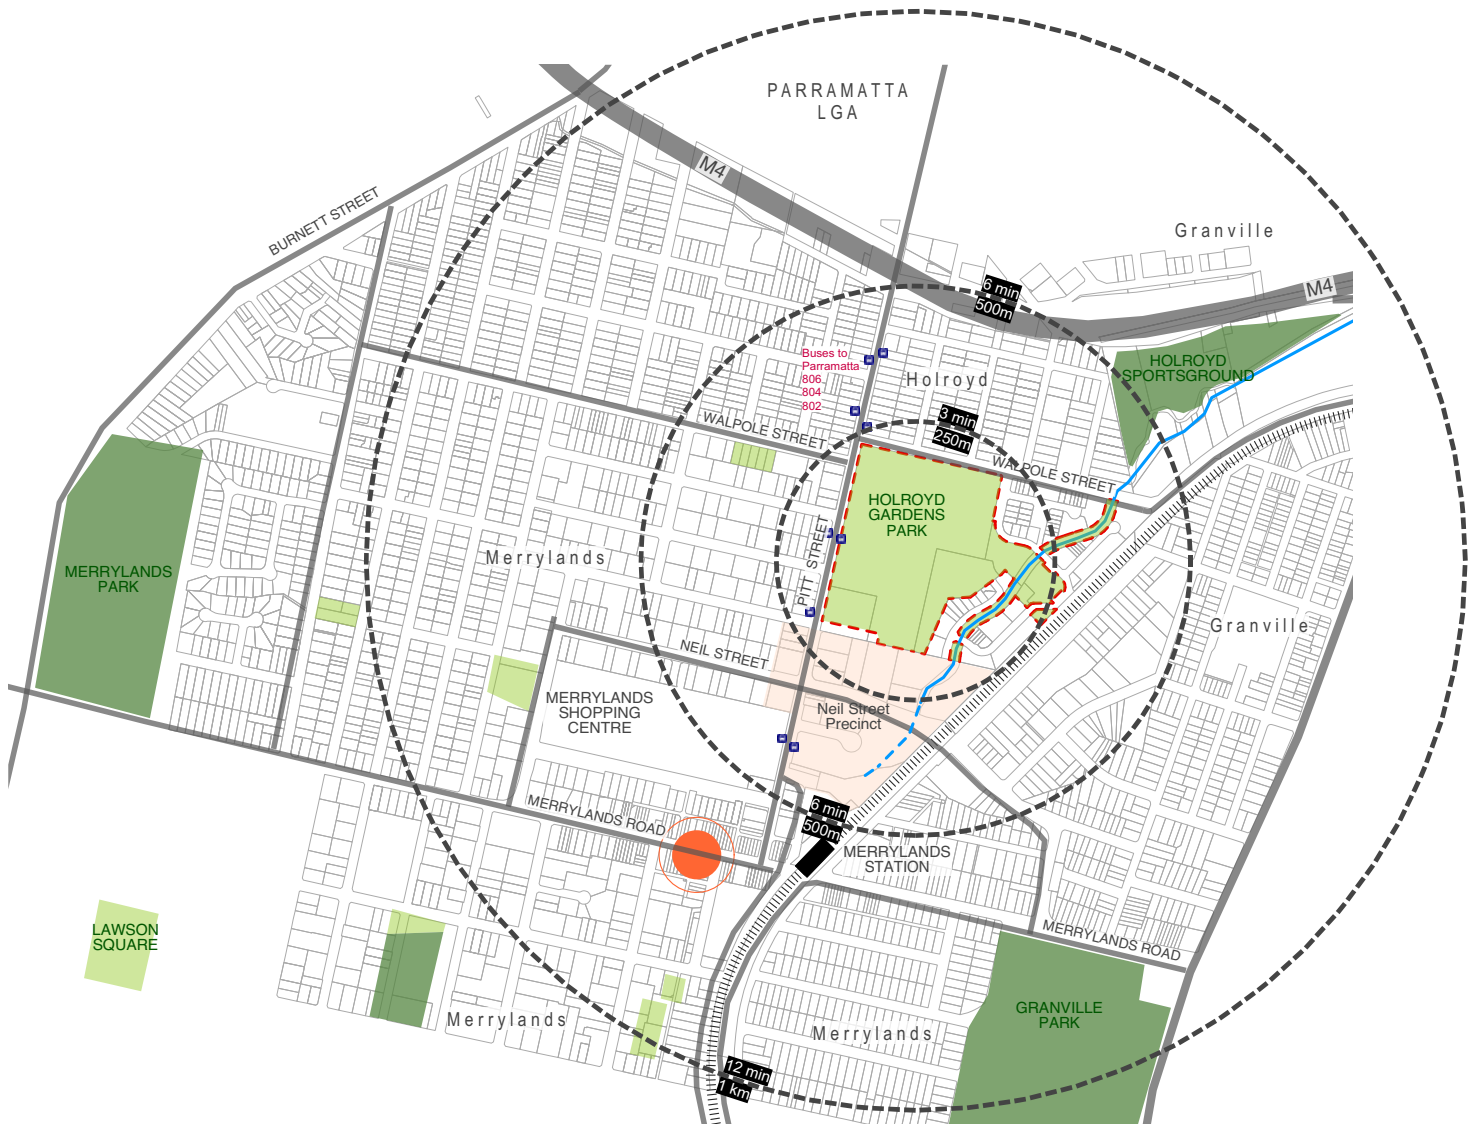 PARRAMATTA
LGA
M4
BURNETT STREET
Granville
M4
6 min
500m
HOLROYD
SPORTSGROUND
Buses to
Parramatta
806
804
802
Holroyd
3 min
250m
WALPOLE STREET
WALPOLE STREET
HOLROYD
GARDENS
PARK
PITT STREET
Merrylands
MERRYLANDS
PARK
Granville
NEIL STREET
MERRYLANDS
SHOPPING
CENTRE
Neil Street
Precinct
MERRYLANDS ROAD
6 min
500m
MERRYLANDS
STATION
MERRYLANDS ROAD
LAWSON
SQUARE
Merrylands
Merrylands
GRANVILLE
PARK
12 min
1 km